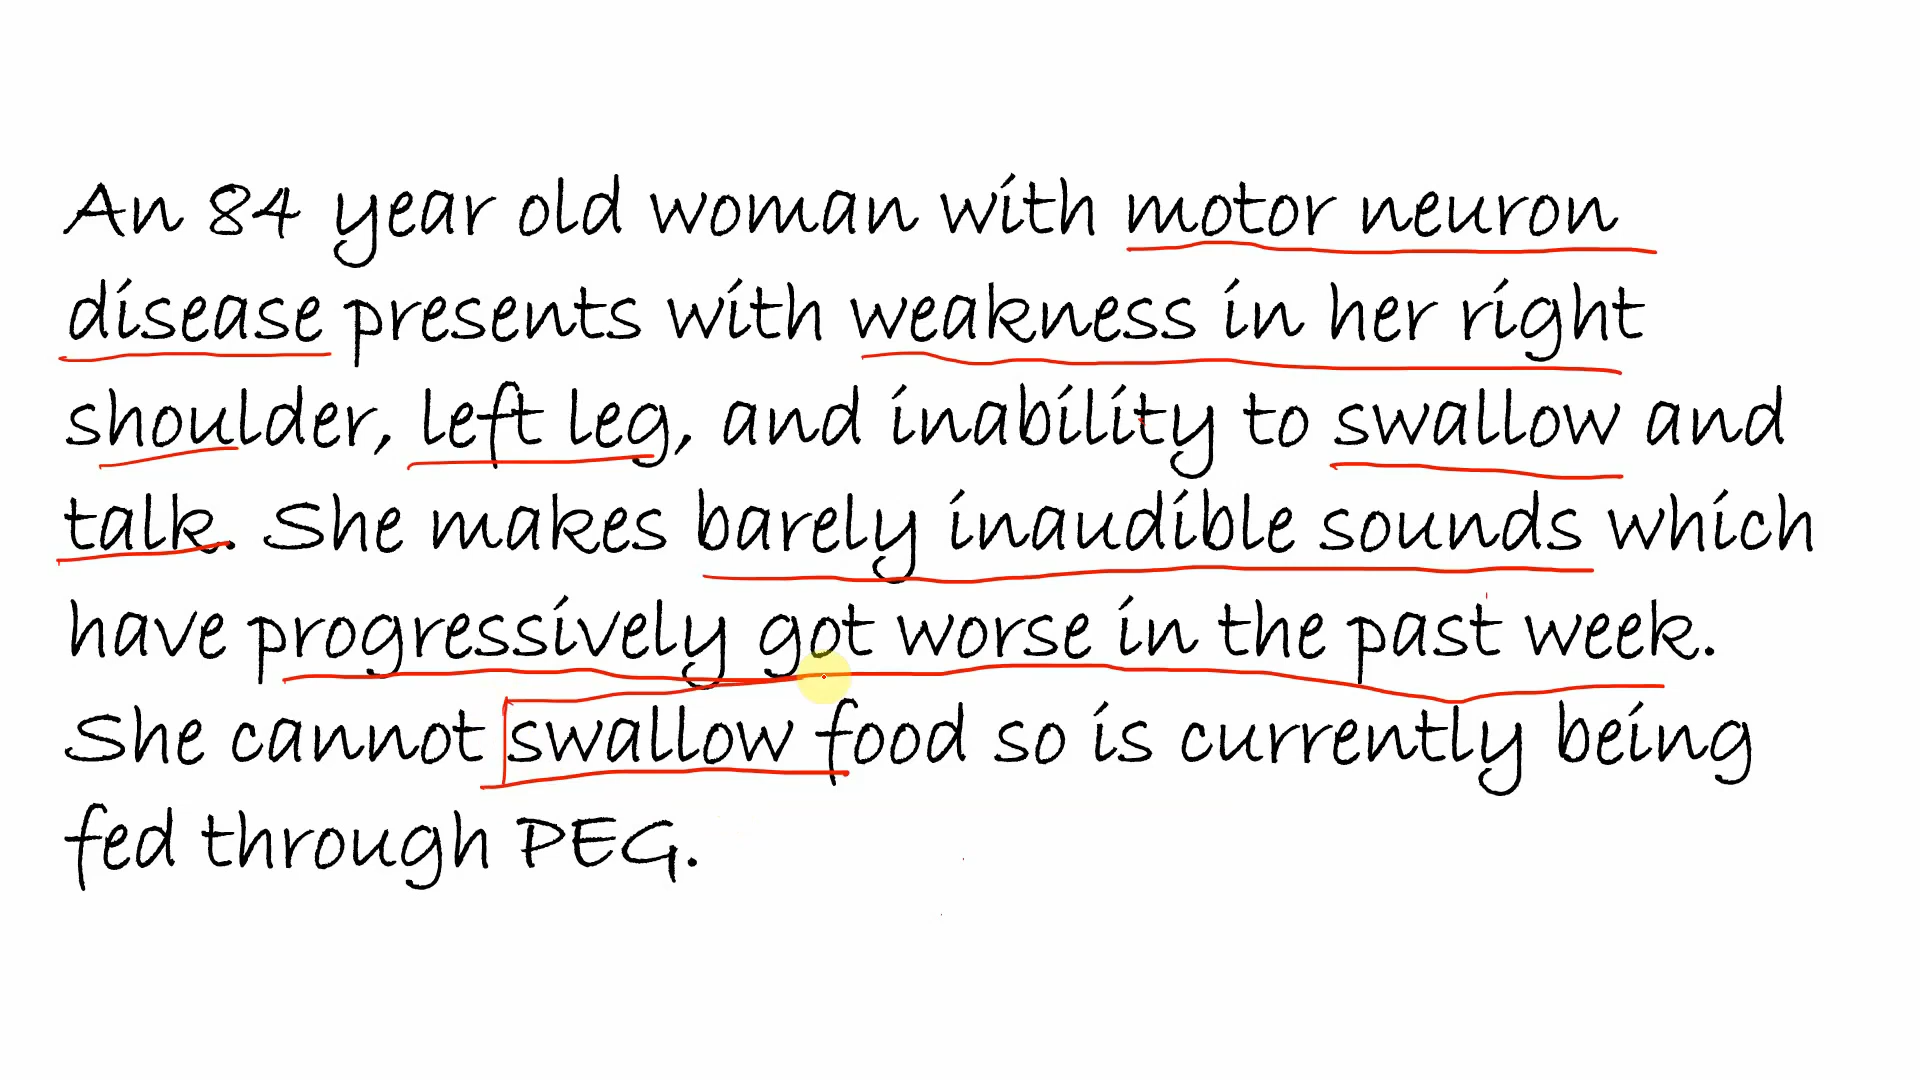 An 84 year old woman with motor neuron
disease presents with weakness in her right
shoulder, left leg, and inability to swallow and
talk. She makes barely inaudible sounds which
have progressively got worse in the past week.
She cannot swallow food so is currently being
fed through PEG.